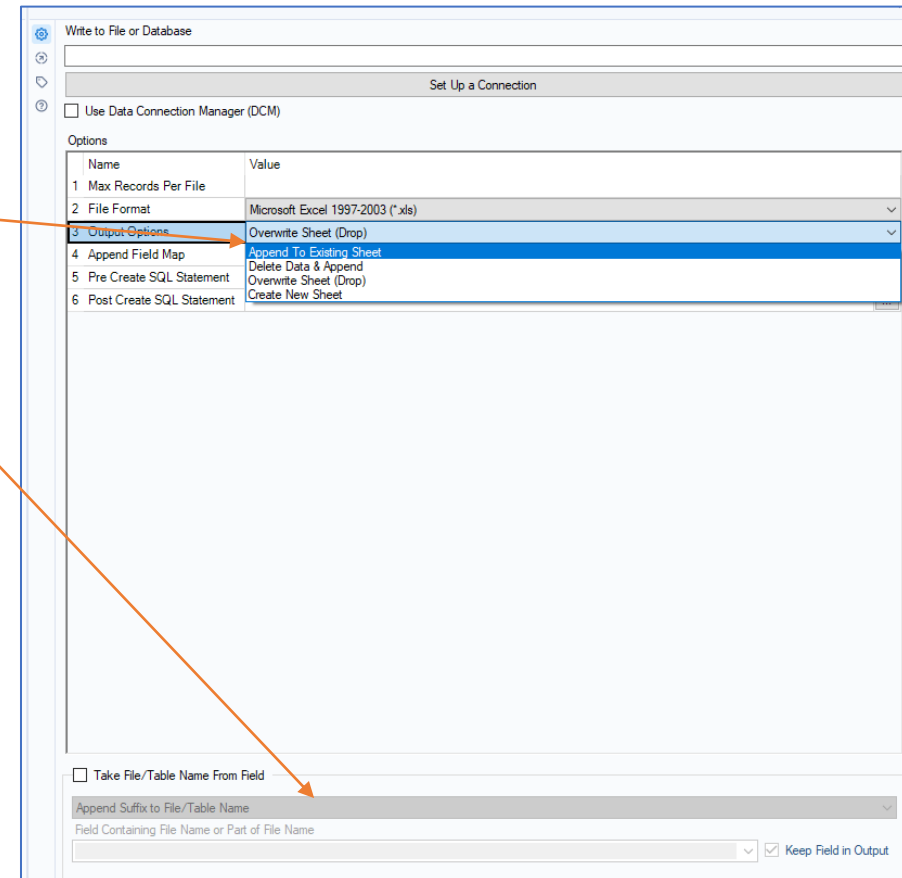 Write to File or Database
Set Up a Connection
Use Data Connection Manager (DCM)
Options
Name Value
1 Max Records Per File
2 File Format Microsoft Excel 1997-2003 (*.xls)
3 Output Options Overwrite Sheet (Drop)
4 Append Field Map Append To Existing Sheet
Delete Data & Append
5 Pre Create SQL Statement Overwrite Sheet (Drop)
6 Post Create SQL Statement Create New Sheet
...
Take File/Table Name From Field
Append Suffix to File/Table Name
Field Containing File Name or Part of File Name
Keep Field in Output